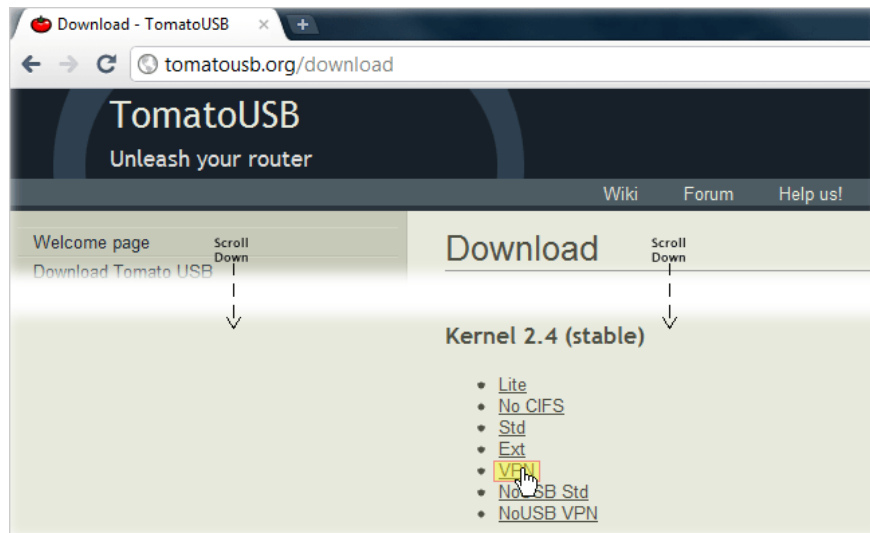 Download - TomatoUSB
tomatousb.org/download
TomatoUSB
Unleash your router
Wiki Forum Help us!
Welcome page
Download Tomato USB
Scroll
Down
Download
Scroll
Down
Kernel 2.4 (stable)
Lite
No CIFS
Std
Ext
VPN
NoUSB Std
NoUSB VPN